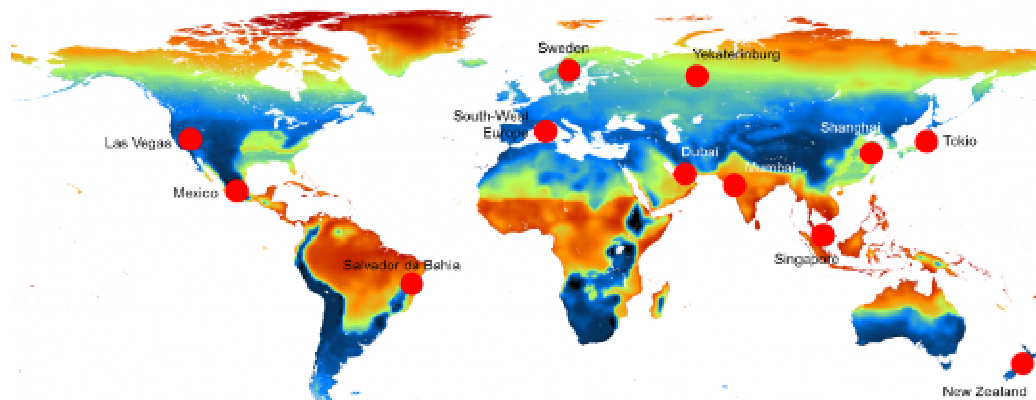 Sweden
Yekaterinburg
South-West
Europe
Shanghai
Las Vegas
Tokio
Dubai
Mumbai
Mexico
Salvador da Bahia
Singapore
New Zealand